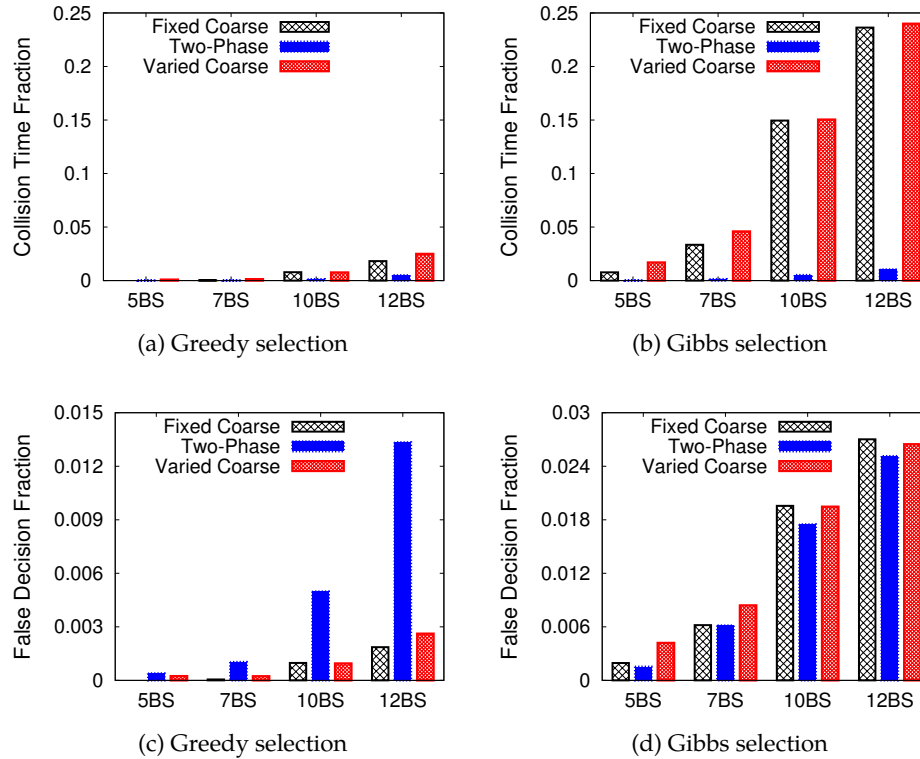 0.25
0.2
0.15
0.1
0.05
0
Collision Time Fraction
Fixed Coarse
Two-Phase
Varied Coarse
5BS 7BS 10BS 12BS
(a) Greedy selection
0.25
0.2
0.15
0.1
0.05
0
Collision Time Fraction
Fixed Coarse
Two-Phase
Varied Coarse
5BS 7BS 10BS 12BS
(b) Gibbs selection
0.015
0.012
0.009
0.006
0.003
0
False Decision Fraction
Fixed Coarse
Two-Phase
Varied Coarse
5BS 7BS 10BS 12BS
(c) Greedy selection
0.03
0.024
0.018
0.012
0.006
0
False Decision Fraction
Fixed Coarse
Two-Phase
Varied Coarse
5BS 7BS 10BS 12BS
(d) Gibbs selection